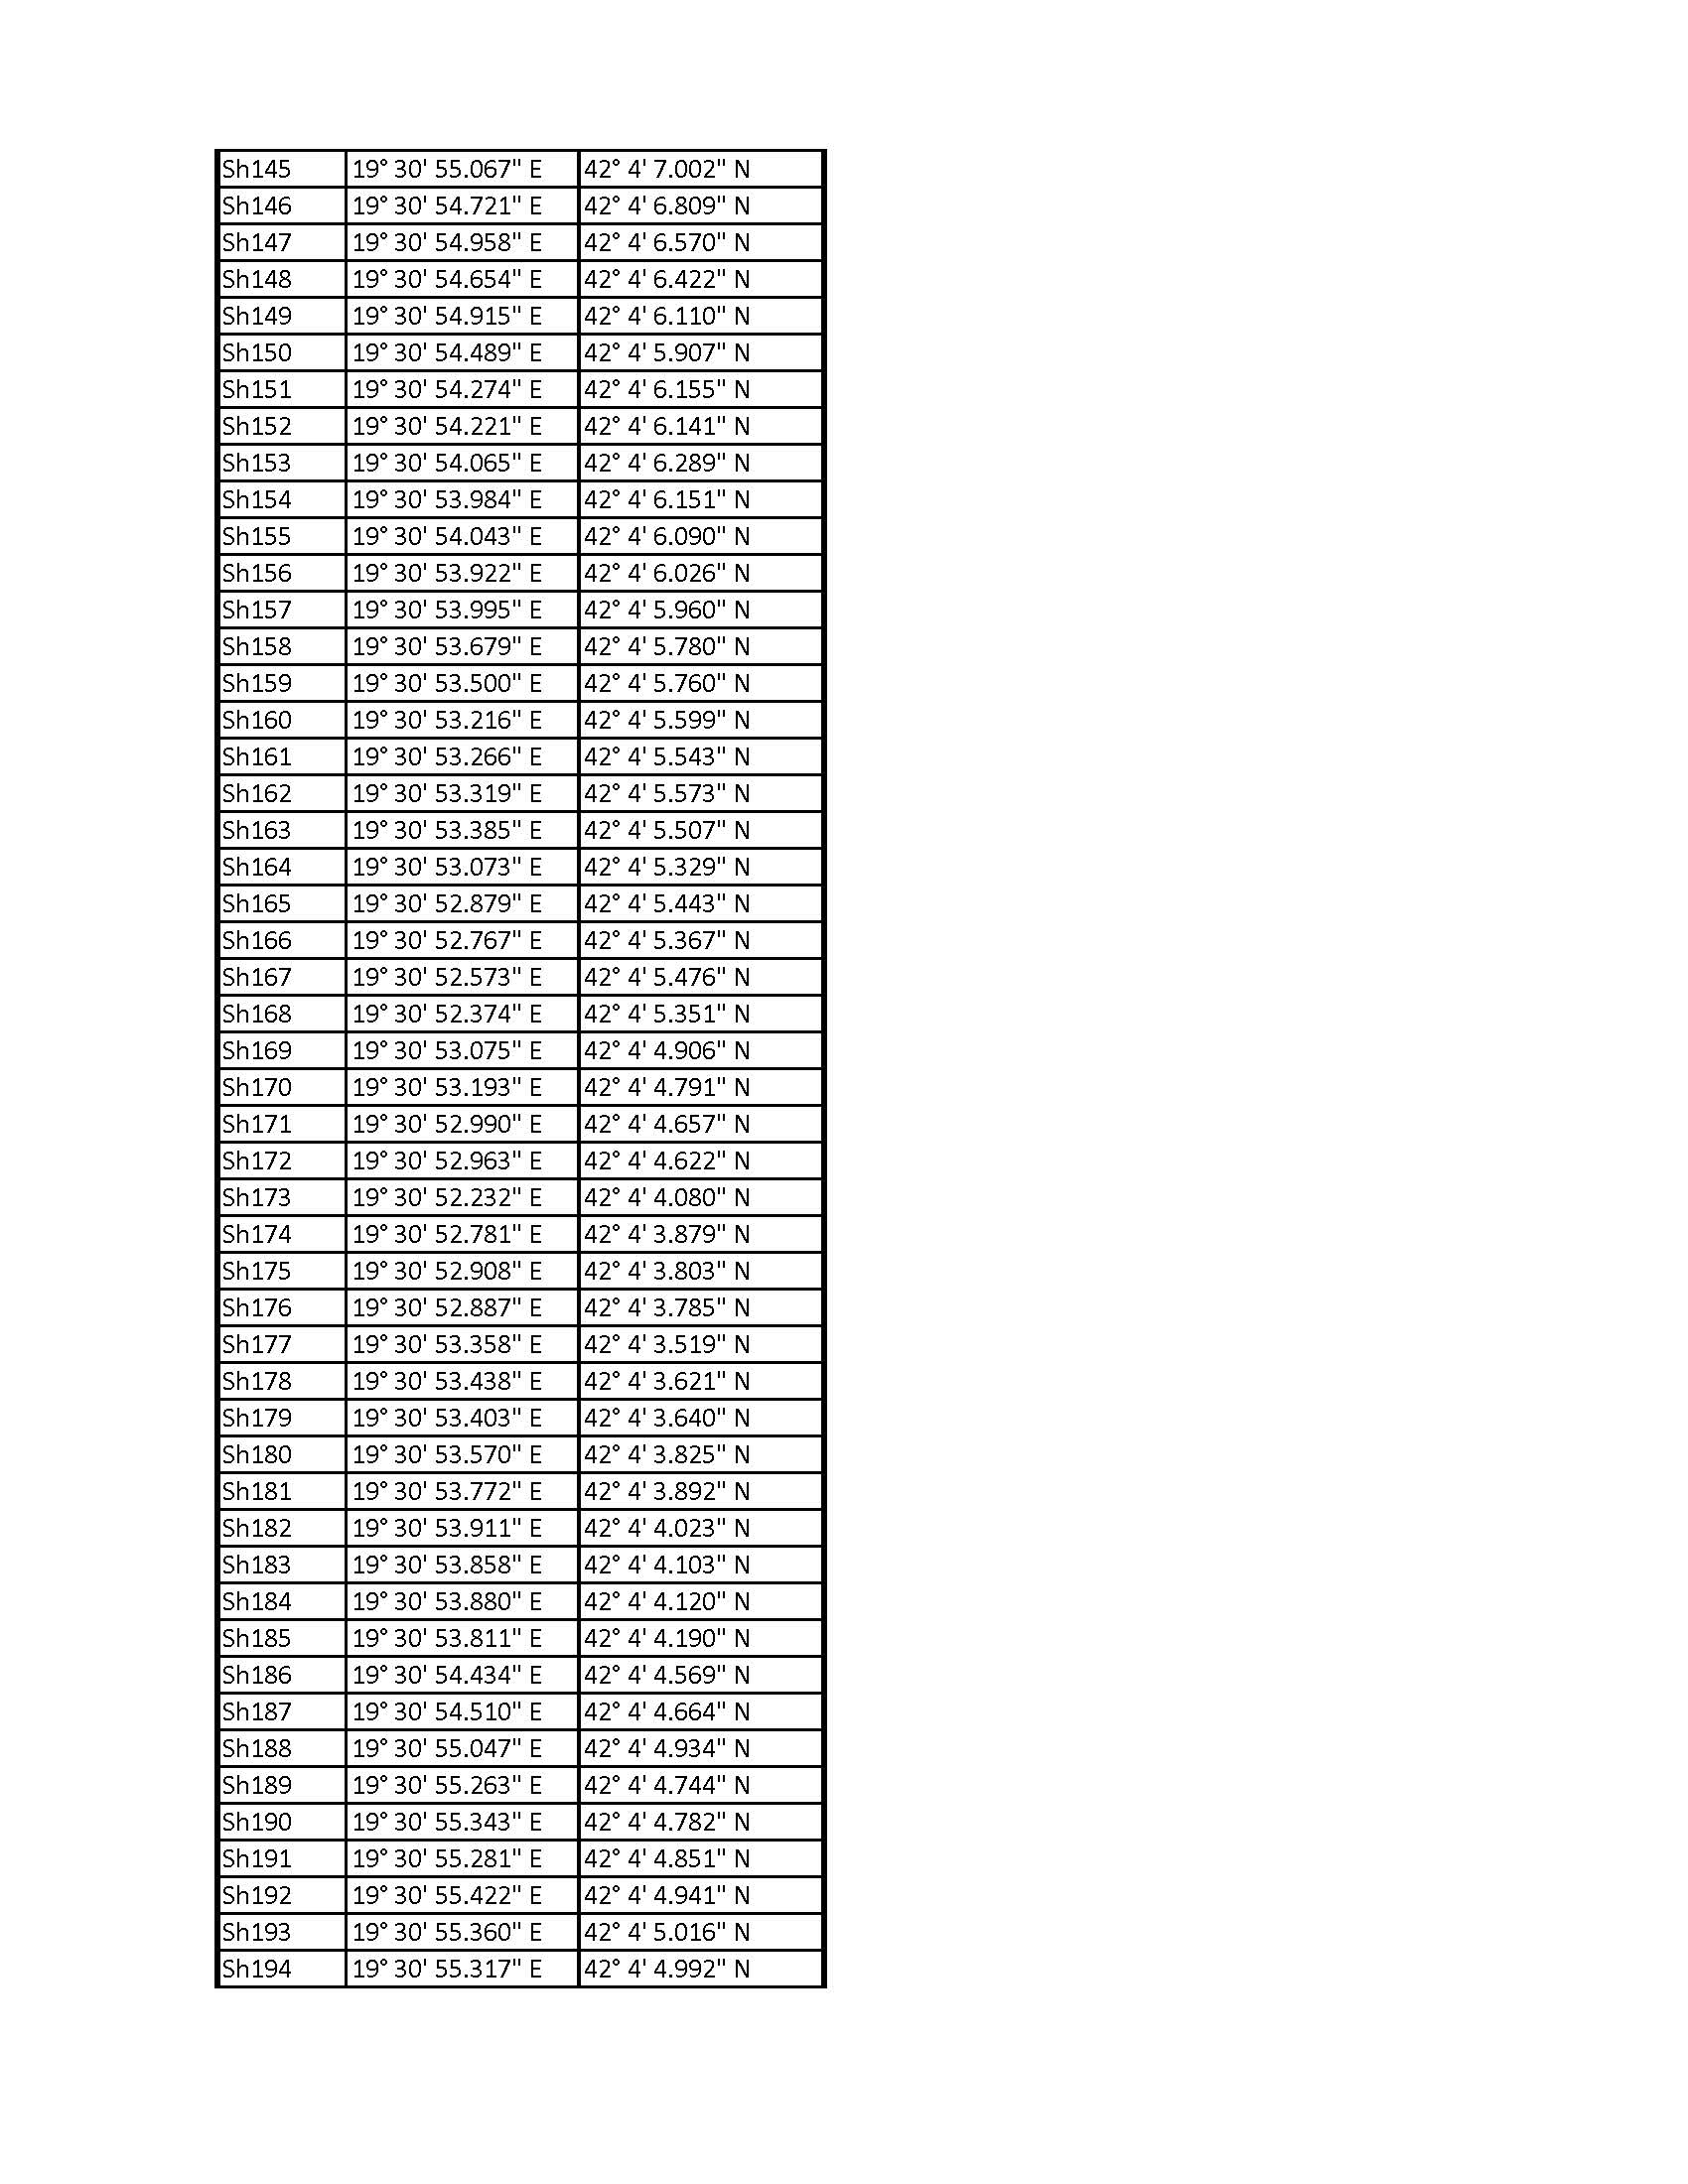 Sh145 19° 30' 55.067" E 42° 4' 7.002" N
Sh146 19° 30' 54.721" E 42° 4' 6.809" N
Sh147 19° 30' 54.958" E 42° 4' 6.570" N
Sh148 19° 30' 54.654" E 42° 4' 6.422" N
Sh149 19° 30' 54.915" E 42° 4' 6.110" N
Sh150 19° 30' 54.489" E 42° 4' 5.907" N
Sh151 19° 30' 54.274" E 42° 4' 6.155" N
Sh152 19° 30' 54.221" E 42° 4' 6.141" N
Sh153 19° 30' 54.065" E 42° 4' 6.289" N
Sh154 19° 30' 53.984" E 42° 4' 6.151" N
Sh155 19° 30' 54.043" E 42° 4' 6.090" N
Sh156 19° 30' 53.922" E 42° 4' 6.026" N
Sh157 19° 30' 53.995" E 42° 4' 5.960" N
Sh158 19° 30' 53.679" E 42° 4' 5.780" N
Sh159 19° 30' 53.500" E 42° 4' 5.760" N
Sh160 19° 30' 53.216" E 42° 4' 5.599" N
Sh161 19° 30' 53.266" E 42° 4' 5.543" N
Sh162 19° 30' 53.319" E 42° 4' 5.573" N
Sh163 19° 30' 53.385" E 42° 4' 5.507" N
Sh164 19° 30' 53.073" E 42° 4' 5.329" N
Sh165 19° 30' 52.879" E 42° 4' 5.443" N
Sh166 19° 30' 52.767" E 42° 4' 5.367" N
Sh167 19° 30' 52.573" E 42° 4' 5.476" N
Sh168 19° 30' 52.374" E 42° 4' 5.351" N
Sh169 19° 30' 53.075" E 42° 4' 4.906" N
Sh170 19° 30' 53.193" E 42° 4' 4.791" N
Sh171 19° 30' 52.990" E 42° 4' 4.657" N
Sh172 19° 30' 52.963" E 42° 4' 4.622" N
Sh173 19° 30' 52.232" E 42° 4' 4.080" N
Sh174 19° 30' 52.781" E 42° 4' 3.879" N
Sh175 19° 30' 52.908" E 42° 4' 3.803" N
Sh176 19° 30' 52.887" E 42° 4' 3.785" N
Sh177 19° 30' 53.358" E 42° 4' 3.519" N
Sh178 19° 30' 53.438" E 42° 4' 3.621" N
Sh179 19° 30' 53.403" E 42° 4' 3.640" N
Sh180 19° 30' 53.570" E 42° 4' 3.825" N
Sh181 19° 30' 53.772" E 42° 4' 3.892" N
Sh182 19° 30' 53.911" E 42° 4' 4.023" N
Sh183 19° 30' 53.858" E 42° 4' 4.103" N
Sh184 19° 30' 53.880" E 42° 4' 4.120" N
Sh185 19° 30' 53.811" E 42° 4' 4.190" N
Sh186 19° 30' 54.434" E 42° 4' 4.569" N
Sh187 19° 30' 54.510" E 42° 4' 4.664" N
Sh188 19° 30' 55.047" E 42° 4' 4.934" N
Sh189 19° 30' 55.263" E 42° 4' 4.744" N
Sh190 19° 30' 55.343" E 42° 4' 4.782" N
Sh191 19° 30' 55.281" E 42° 4' 4.851" N
Sh192 19° 30' 55.422" E 42° 4' 4.941" N
Sh193 19° 30' 55.360" E 42° 4' 5.016" N
Sh194 19° 30' 55.317" E 42° 4' 4.992" N